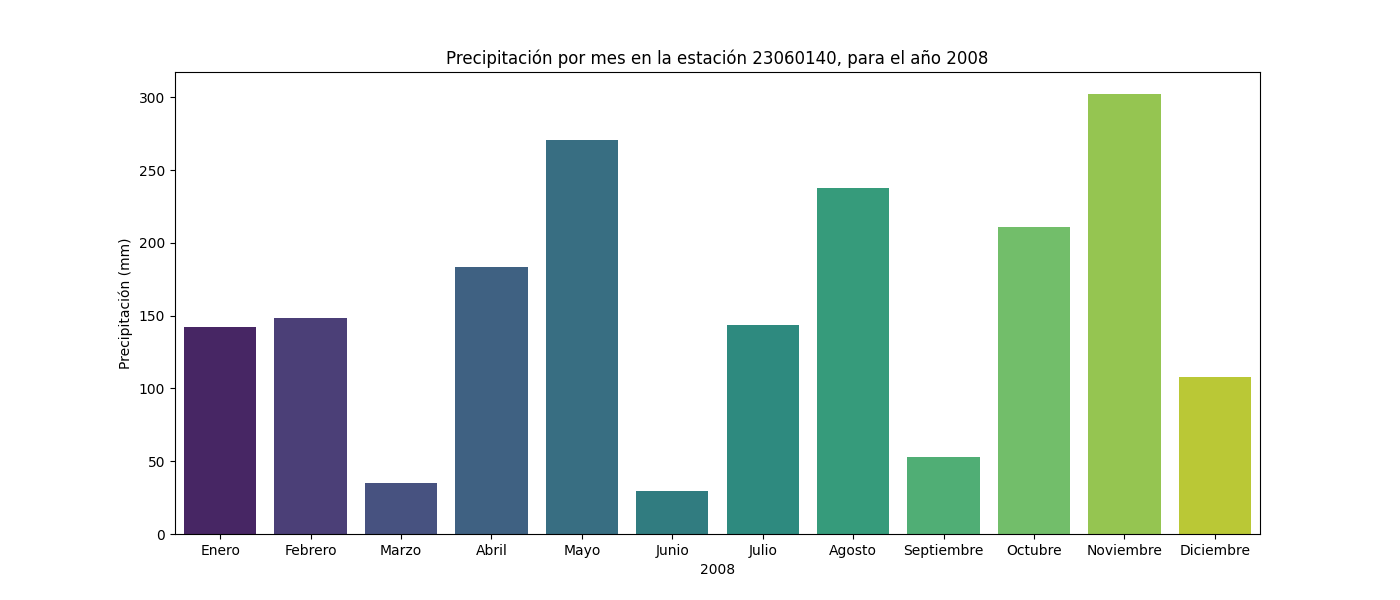 Precipitación por mes en la estación 23060140, para el año 2008
Precipitación (mm)
300
250
200
150
100
50
0
Enero Febrero Marzo Abril Mayo Junio Julio Agosto Septiembre Octubre Noviembre Diciembre
2008